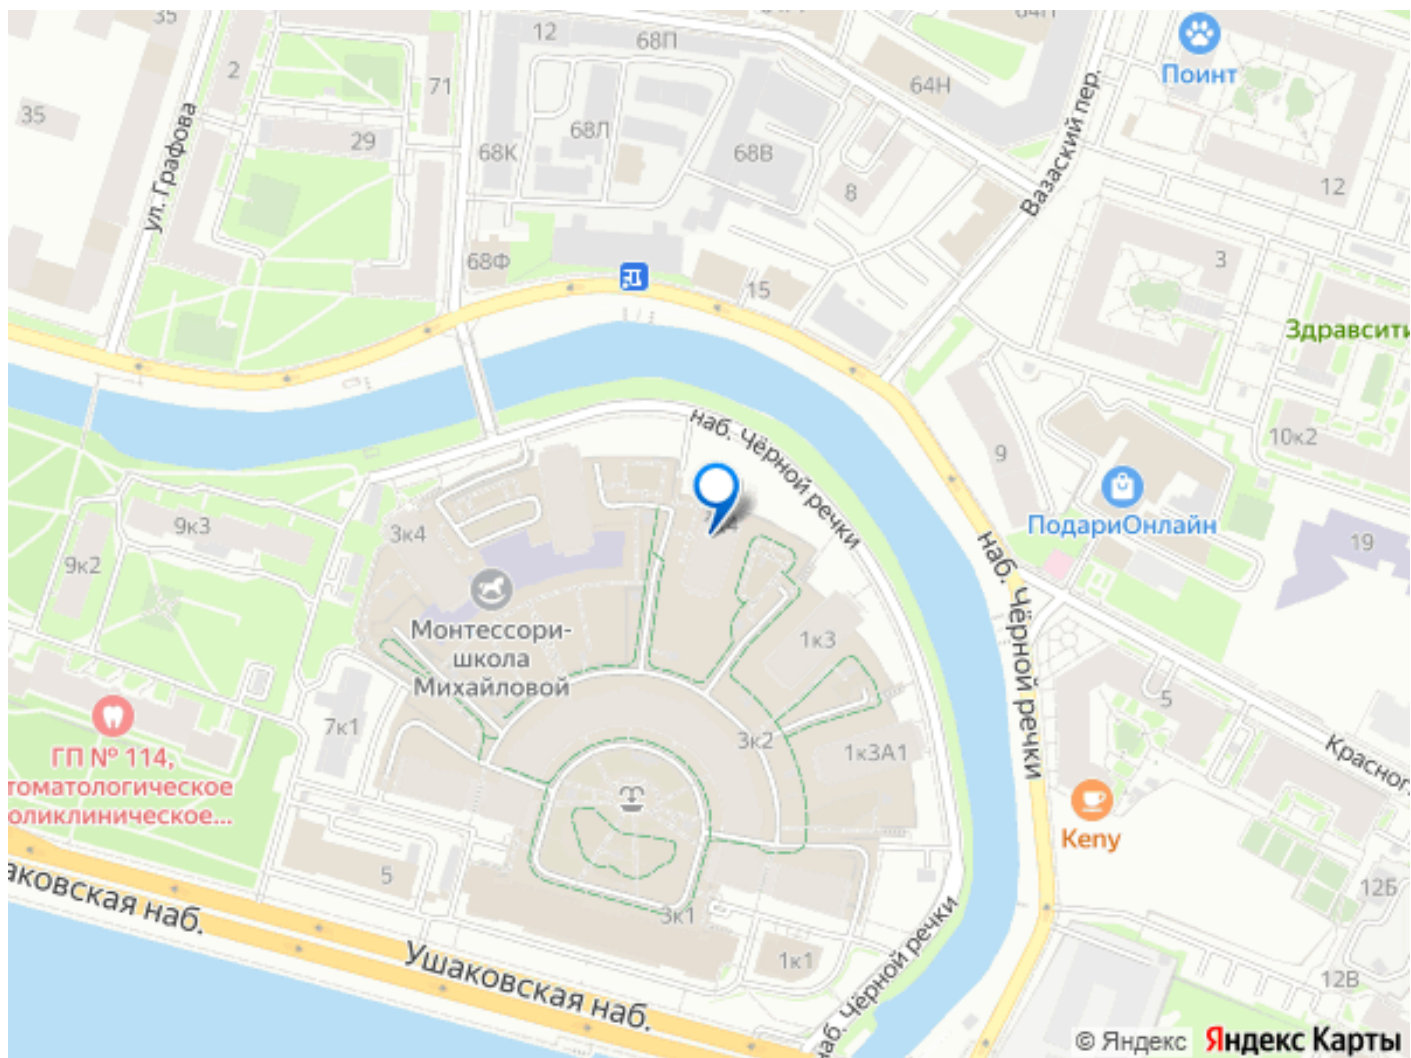 35
2
12
68П
64Н
Поинт
71
35
64Н
ул. Графова
29
68Л
68К
68В
Вазаский пер.
8
12
68Ф
3
15
Здравсити
наб. Чёрной речки
10к2
9
ПодариОнлайн
9к3
3к4
19
9к2
наб. Чёрной речки
Монтессори-
школа
Михайловой
1к3
5
7к1
3к2
1к3А1
ГП № 114,
томатологическое
оликлиническое...
Красног
Keny
5
12Б
аковская наб.
3к1
Ушаковская наб.
1к1
наб. Чёрной речки
12В
© Яндекс Яндекс Карты